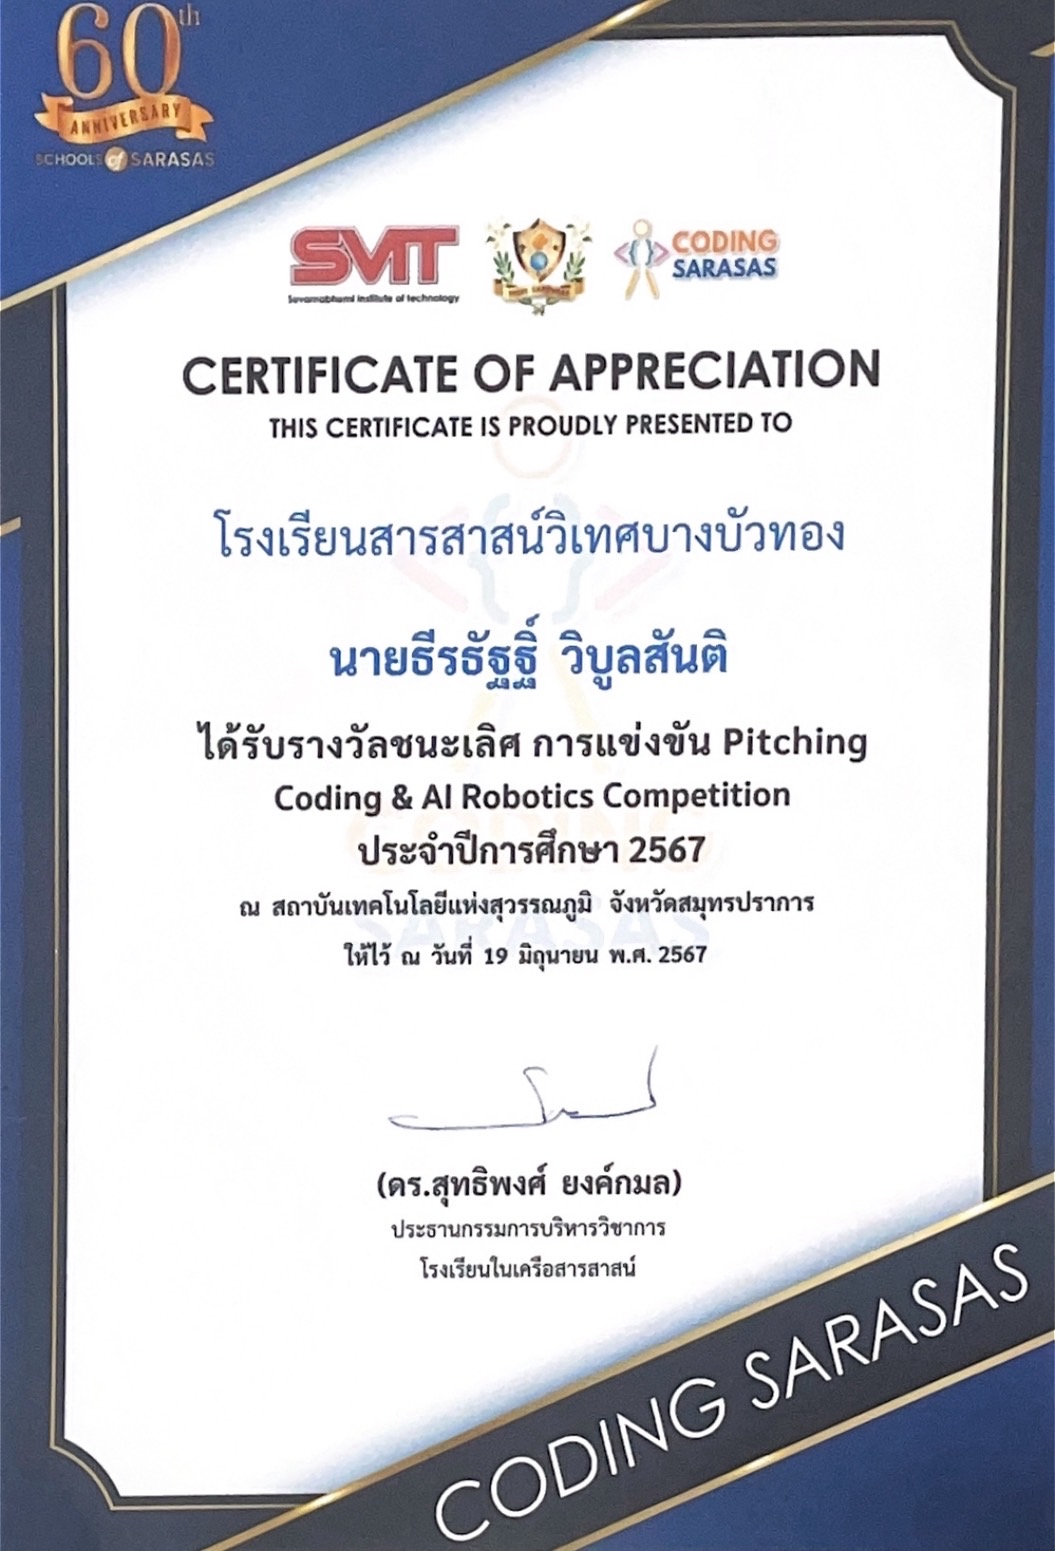 60th
ANNIVERSARY
SCHOOLS of SARASAS
SMT
Suvarnabhumi Institute of technology
CODING
SARASAS
CERTIFICATE OF APPRECIATION
THIS CERTIFICATE IS PROUDLY PRESENTED TO
โรงเรียนสารสาสน์วิเทศบางบัวทอง
นายธีรธัฐฐิ์ วิบูลสันติ
ได้รับรางวัลชนะเลิศ การแข่งขัน Pitching
Coding & AI Robotics Competition
ประจำปีการศึกษา 2567
ณ สถาบันเทคโนโลยีแห่งสุวรรณภูมิ จังหวัดสมุทรปราการ
ให้ไว้ ณ วันที่ 19 มิถุนายน พ.ศ. 2567
(ดร.สุทธิพงศ์ ยงค์กมล)
ประธานกรรมการบริหารวิชาการ
โรงเรียนในเครือสารสาสน์
CODING SARASAS